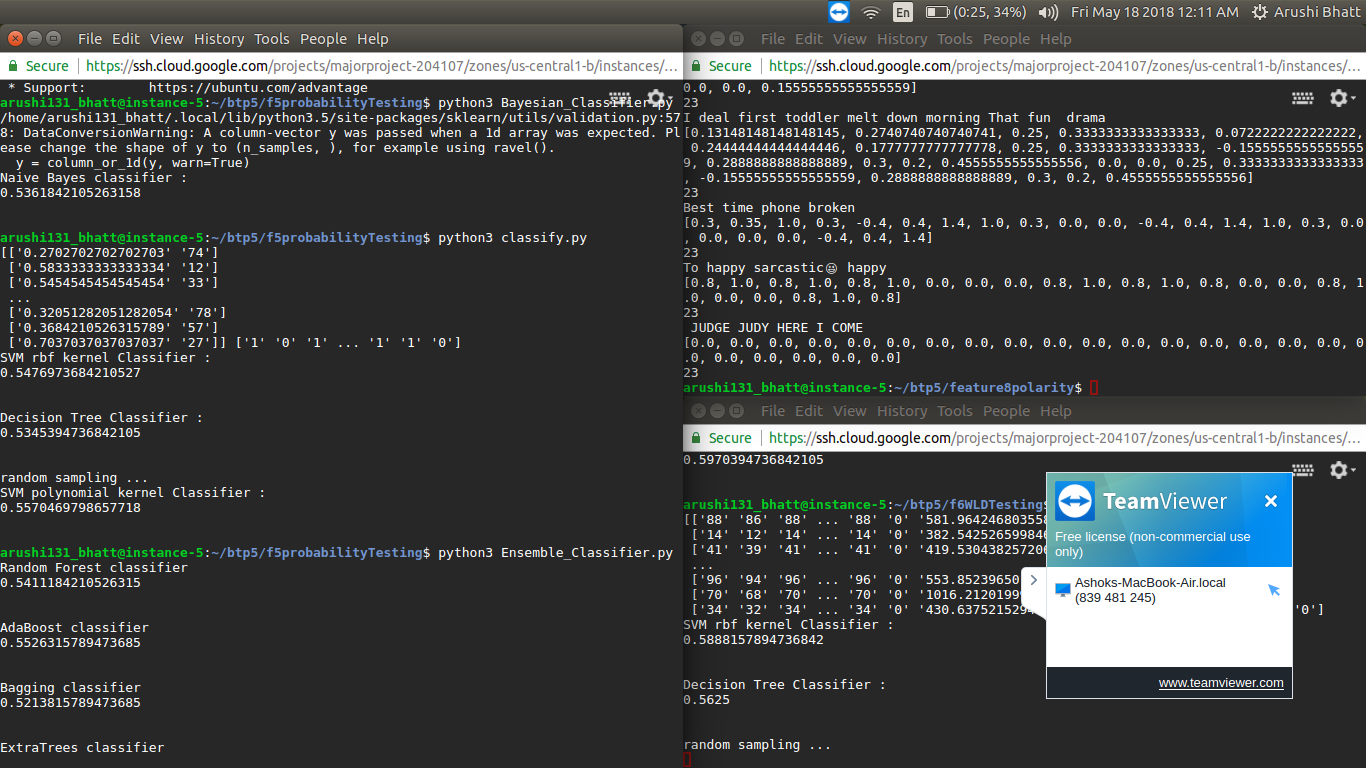 En (0:25, 34%) Fri May 18 2018 12:11 AM Arushi Bhatt
File Edit View History Tools People Help
Secure https://ssh.cloud.google.com/projects/majorproject-204107/zones/us-central1-b/instances/...
* Support: https://ubuntu.com/advantage
arushi131_bhatt@instance-5:~/btp5/f5probabilityTesting$ python3 Bayesian_Classifier.py
/home/arushi131_bhatt/.local/lib/python3.5/site-packages/sklearn/utils/validation.py:57
8: DataConversionWarning: A column-vector y was passed when a 1d array was expected. Pl
ease change the shape of y to (n_samples, ), for example using ravel().
y = column_or_1d(y, warn=True)
Naive Bayes classifier :
0.5361842105263158
arushi131_bhatt@instance-5:~/btp5/f5probabilityTesting$ python3 classify.py
[['0.2702702702702703' '74']
['0.5833333333333334' '12']
['0.5454545454545454' '33']
...
['0.32051282051282054' '78']
['0.3684210526315789' '57']
['0.7037037037037037' '27']] ['1' '0' '1' ... '1' '1' '0']
SVM rbf kernel Classifier :
0.5476973684210527
Decision Tree Classifier :
0.5345394736842105
random sampling ...
SVM polynomial kernel Classifier :
0.5570469798657718
arushi131_bhatt@instance-5:~/btp5/f5probabilityTesting$ python3 Ensemble_Classifier.py
Random Forest classifier
0.5411184210526315
AdaBoost classifier
0.5526315789473685
Bagging classifier
0.5213815789473685
ExtraTrees classifier
File Edit View History Tools People Help
Secure https://ssh.cloud.google.com/projects/majorproject-204107/zones/us-central1-b/instances/...
0.0, 0.0, 0.15555555555555559]
23
I deal first toddler melt down morning That fun  drama
[0.13148148148148145, 0.2740740740740741, 0.25, 0.3333333333333333, 0.0722222222222222,
0.24444444444444446, 0.1777777777777778, 0.25, 0.3333333333333333, -0.1555555555555555
9, 0.2888888888888889, 0.3, 0.2, 0.4555555555555556, 0.0, 0.0, 0.25, 0.3333333333333333
, -0.15555555555555559, 0.2888888888888889, 0.3, 0.2, 0.4555555555555556]
23
Best time phone broken
[0.3, 0.35, 1.0, 0.3, -0.4, 0.4, 1.4, 1.0, 0.3, 0.0, 0.0, -0.4, 0.4, 1.4, 1.0, 0.3, 0.0
, 0.0, 0.0, 0.0, -0.4, 0.4, 1.4]
23
To happy sarcastic😆 happy
[0.8, 1.0, 0.8, 1.0, 0.8, 1.0, 0.0, 0.0, 0.0, 0.8, 1.0, 0.8, 1.0, 0.8, 0.0, 0.0, 0.8, 1
.0, 0.0, 0.0, 0.8, 1.0, 0.8]
23
JUDGE JUDY HERE I COME
[0.0, 0.0, 0.0, 0.0, 0.0, 0.0, 0.0, 0.0, 0.0, 0.0, 0.0, 0.0, 0.0, 0.0, 0.0, 0.0, 0.0, 0
.0, 0.0, 0.0, 0.0, 0.0, 0.0]
23
arushi131_bhatt@instance-5:~/btp5/feature8polarity$
File Edit View History Tools People Help
Secure https://ssh.cloud.google.com/projects/majorproject-204107/zones/us-central1-b/instances/...
0.5970394736842105
arushi131_bhatt@instance-5:~/btp5/f6WLDTesting$
[['88' '86' '88' ... '88' '0' '581.964246803558
['14' '12' '14' ... '14' '0' '382.542526599846
['41' '39' '41' ... '41' '0' '419.530438257206
...
['96' '94' '96' ... '96' '0' '553.85239650
['70' '68' '70' ... '70' '0' '1016.2120199
['34' '32' '34' ... '34' '0' '430.6375215294 '0']
SVM rbf kernel Classifier :
0.5888157894736842
Decision Tree Classifier :
0.5625
random sampling ...
TeamViewer
Free license (non-commercial use
only)
Ashoks-MacBook-Air.local
(839 481 245)
www.teamviewer.com